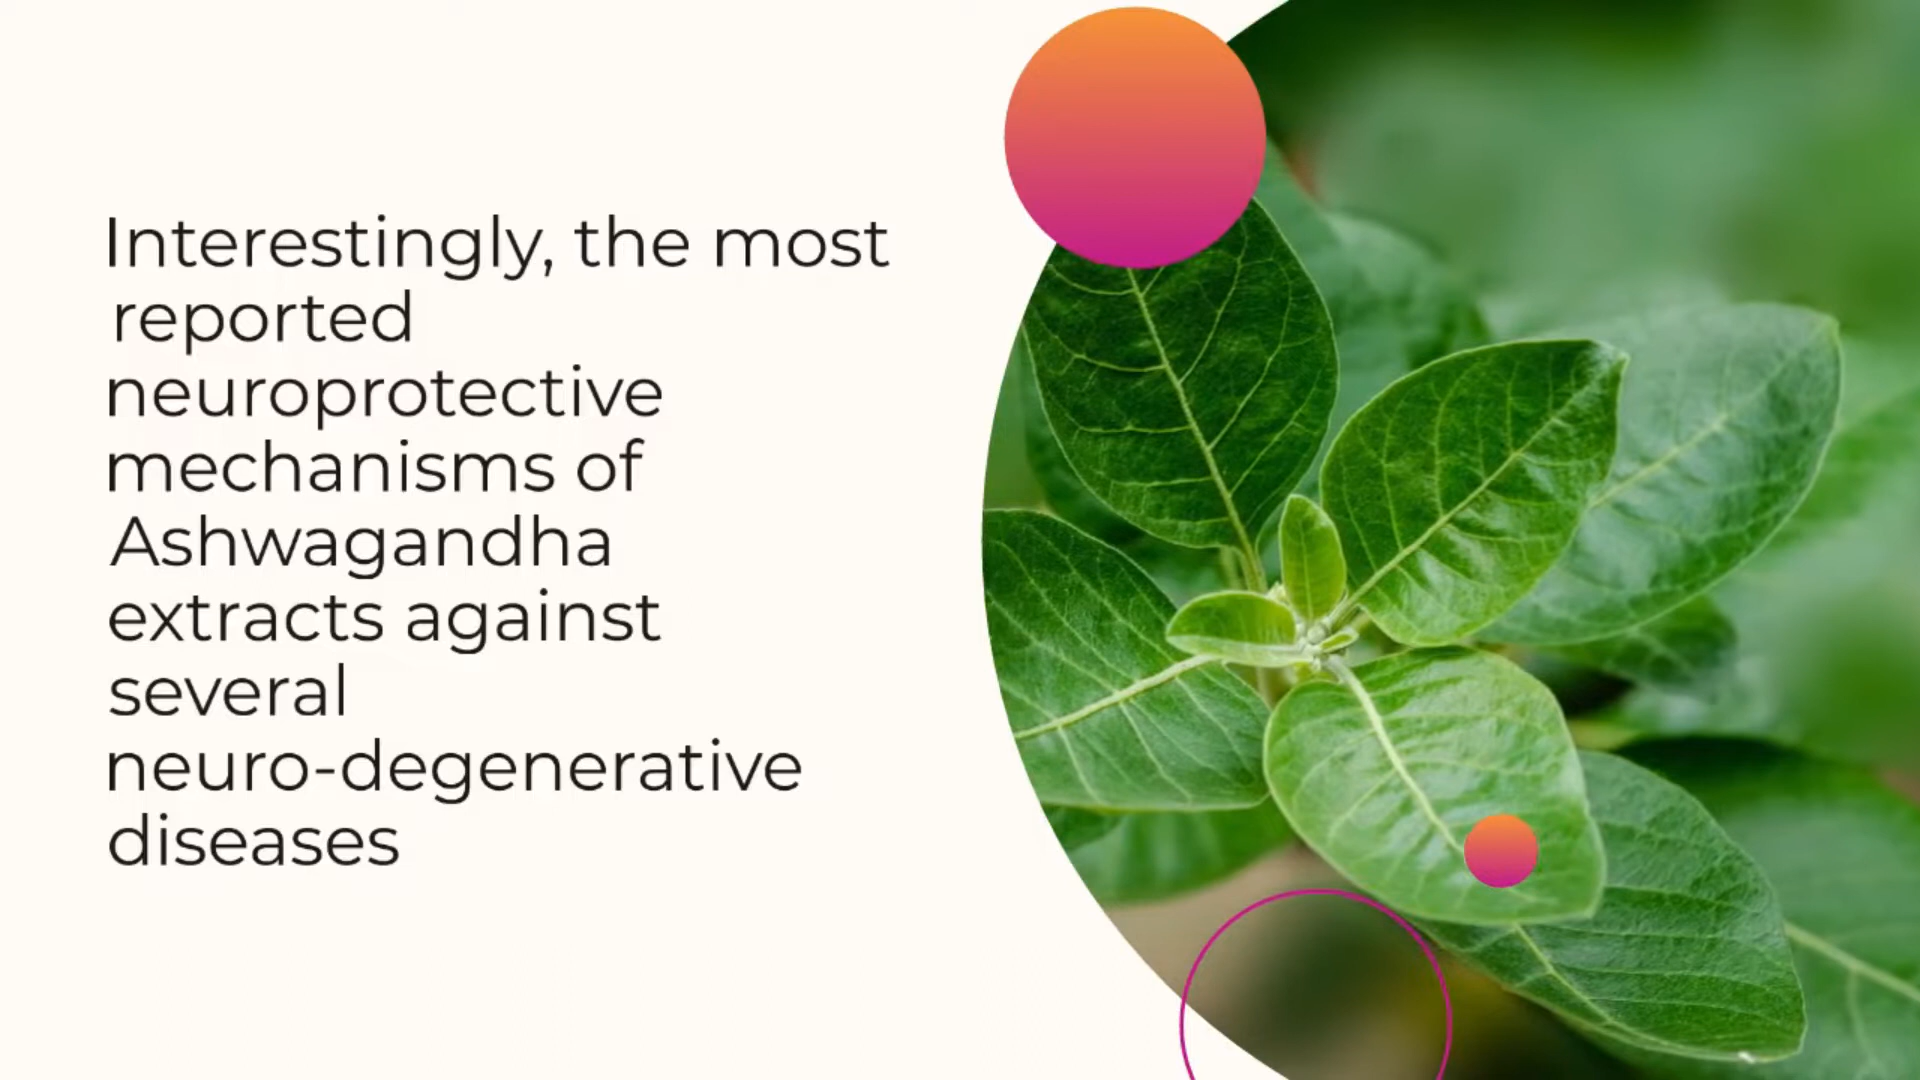 Interestingly, the most
reported
neuroprotective
mechanisms of
Ashwagandha
extracts against
several
neuro-degenerative
diseases